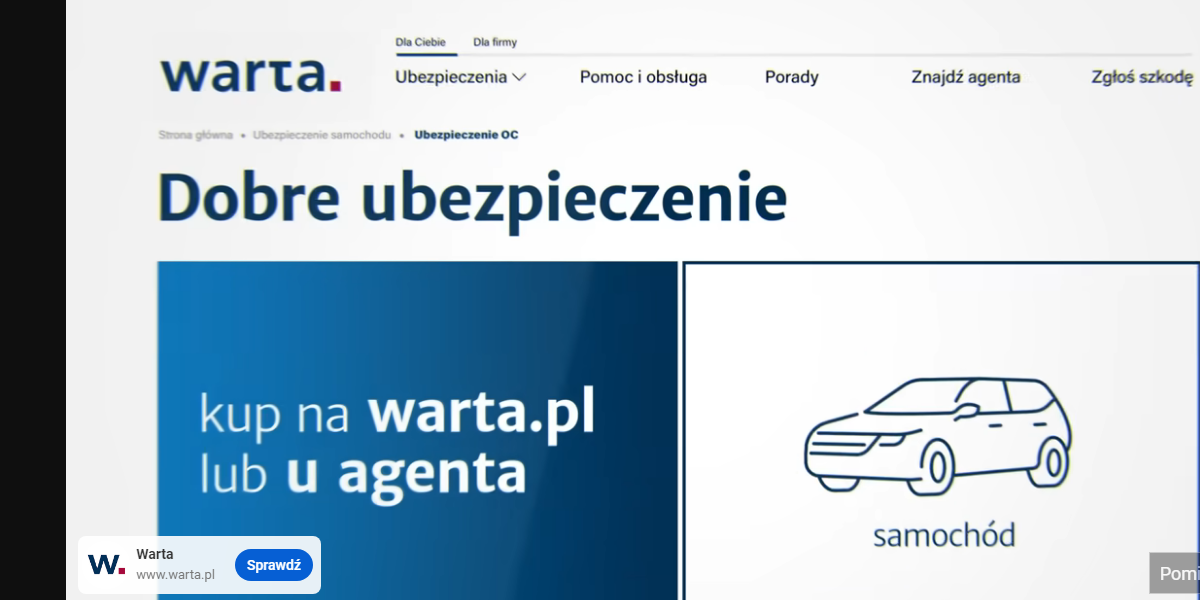 Dla Ciebie Dla firmy
warta.
Ubezpieczenia Pomoc i obsługa Porady Znajdź agenta Zgłoś szkodę
Strona główna • Ubezpieczenie samochodu • Ubezpieczenie OC
Dobre ubezpieczenie
kup na warta.pl
lub u agenta
samochód
W.
Warta
www.warta.pl
Sprawdź
Pomi